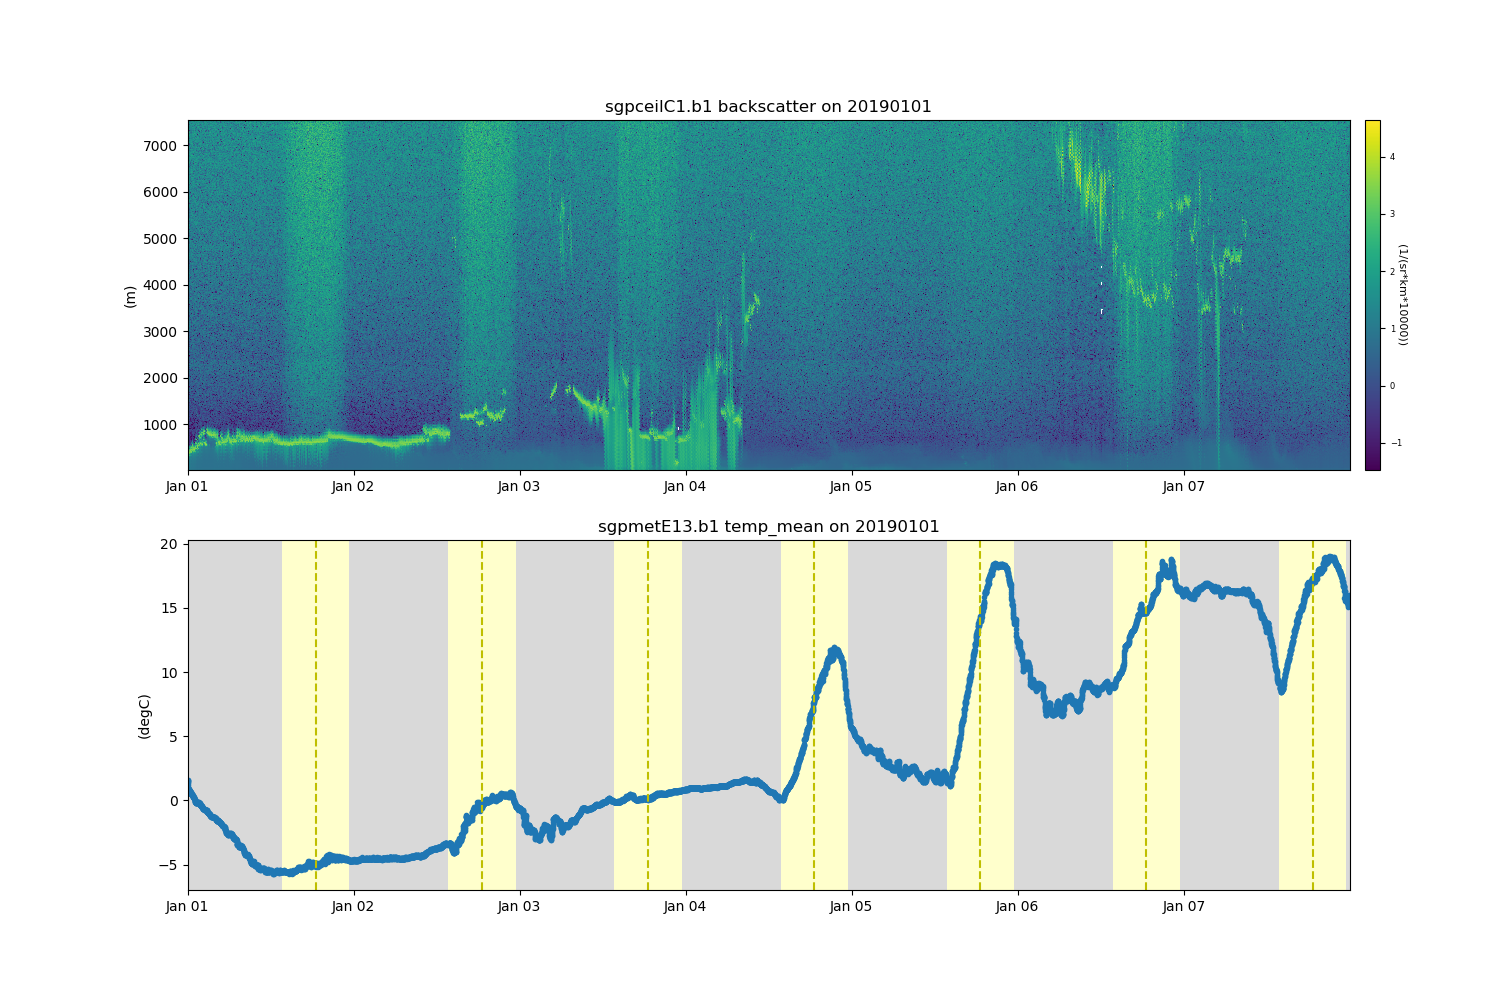 sgpceilC1.b1 backscatter on 20190101
7000
6000
5000
4000
3000
2000
1000
(m)
4
3
2
1
0
−1
(1/(sr*km*10000))
Jan 01 Jan 02 Jan 03 Jan 04 Jan 05 Jan 06 Jan 07
sgpmetE13.b1 temp_mean on 20190101
20
15
10
5
0
−5
(degC)
Jan 01 Jan 02 Jan 03 Jan 04 Jan 05 Jan 06 Jan 07